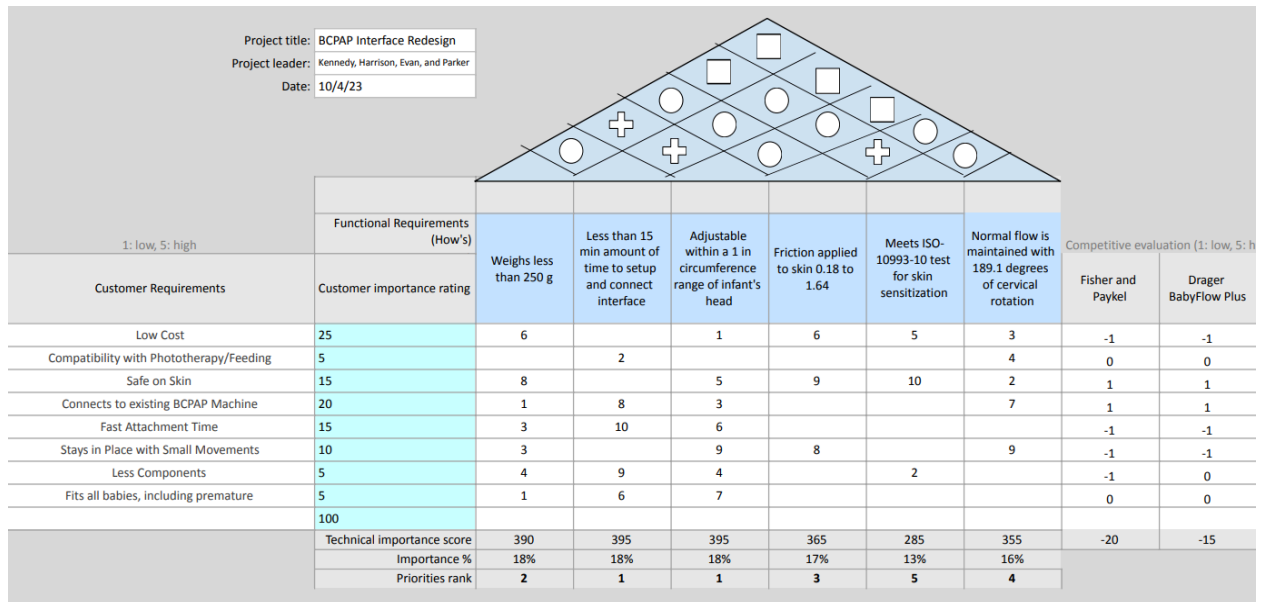 Project title: BCPAP Interface Redesign
Project leader: Kennedy, Harrison, Evan, and Parker
Date: 10/4/23
1: low, 5: high
Functional Requirements
(How's)
Customer Requirements
Customer importance rating
Weighs less
than 250 g
Less than 15
min amount of
time to setup
and connect
interface
Adjustable
within a 1 in
circumference
range of infant's
head
Friction applied
to skin 0.18 to
1.64
Meets ISO-
10993-10 test
for skin
sensitization
Normal flow is
maintained with
189.1 degrees
of cervical
rotation
Competitive evaluation (1: low, 5: h
Fisher and
Paykel
Drager
BabyFlow Plus
Low Cost 25 6 1 6 5 3 -1 -1
Compatibility with Phototherapy/Feeding 5 2 4 0 0
Safe on Skin 15 8 5 9 10 2 1 1
Connects to existing BCPAP Machine 20 1 8 3 7 1 1
Fast Attachment Time 15 3 10 6 -1 -1
Stays in Place with Small Movements 10 3 9 8 9 -1 -1
Less Components 5 4 9 4 2 -1 0
Fits all babies, including premature 5 1 6 7 0 0
100
Technical importance score 390 395 395 365 285 355 -20 -15
Importance % 18% 18% 18% 17% 13% 16%
Priorities rank 2 1 1 3 5 4